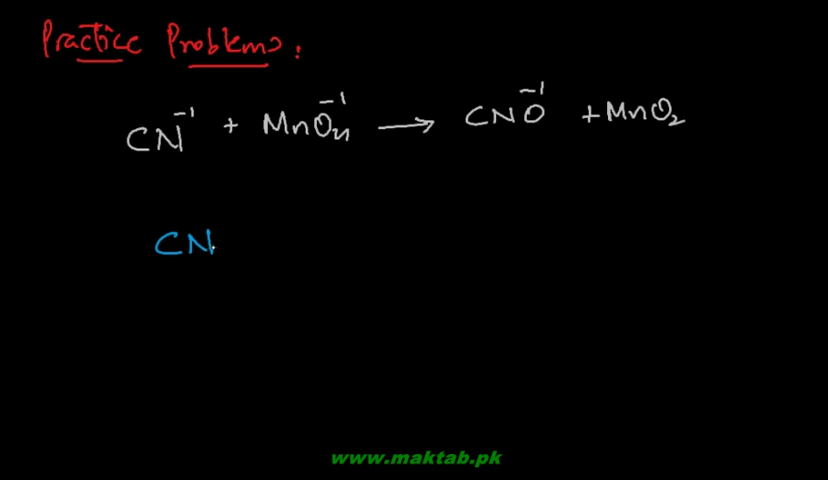 Practice Problems:
CN⁻¹ + MnO₄⁻¹ → CNO⁻¹ + MnO₂
CN
www.maktab.pk